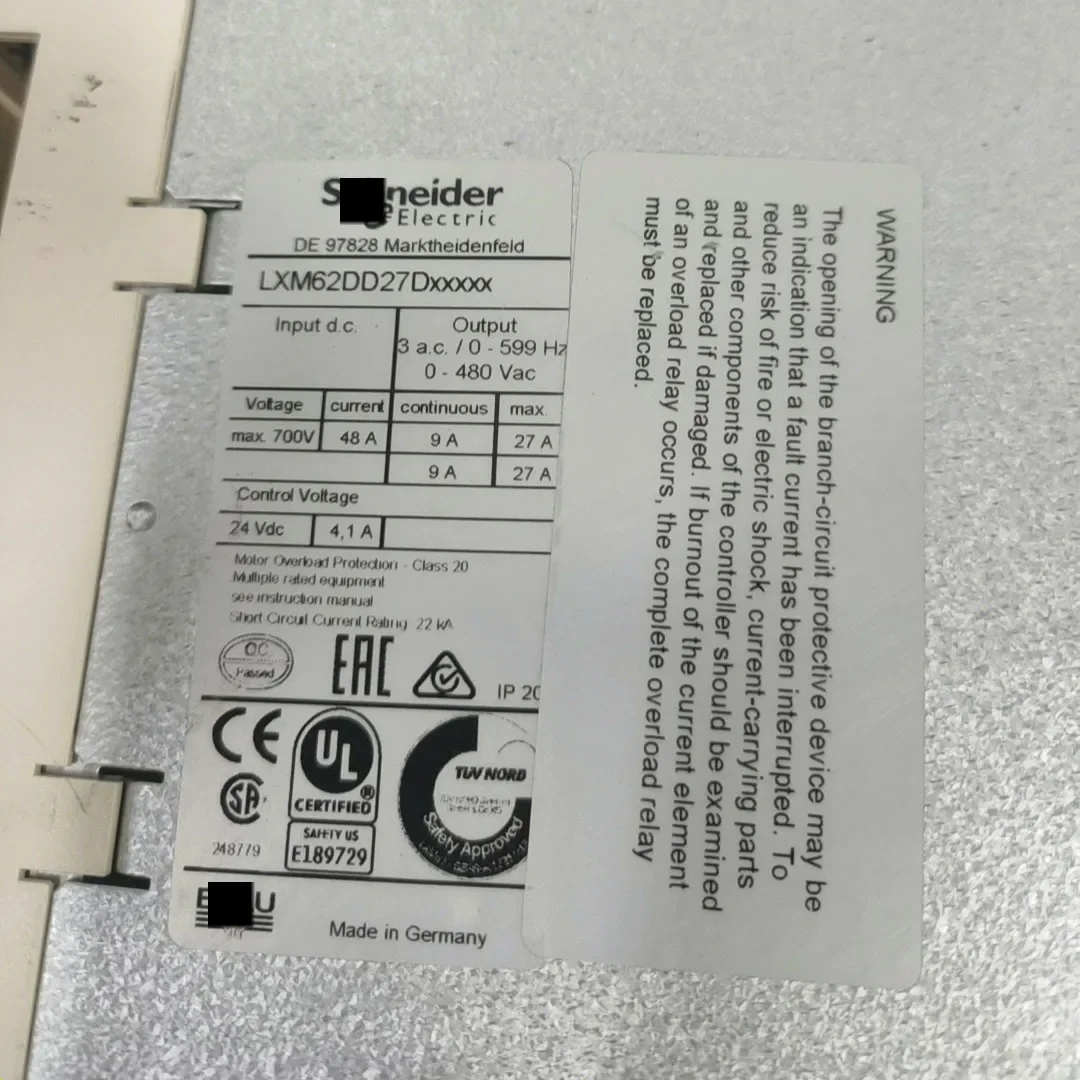 neider
Electric
DE 97828 Marktheidenfeld
LXM62DD27Dxxxxx
Input d.c.
Output
3 a.c. / 0 - 599 Hz
0 - 480 Vac
Voltage current continuous max.
max. 700V 48 A 9 A 27 A
9 A 27 A
Control Voltage
24 Vdc 4,1 A
Motor Overload Protection - Class 20
Multiple rated equipment
see instruction manual
Short Circuit Current Rating 22 kA
QC
Passed
EAC
IP 20
CE
UL
®
CERTIFIED
SAFETY US
E189729
SA
248779
TÜV NORD
Safety Approved
U
Made in Germany
WARNING
The opening of the branch-circuit protective device may be
an indication that a fault current has been interrupted. To
reduce risk of fire or electric shock, current-carrying parts
and other components of the controller should be examined
and replaced if damaged. If burnout of the current element
of an overload relay occurs, the complete overload relay
must be replaced.